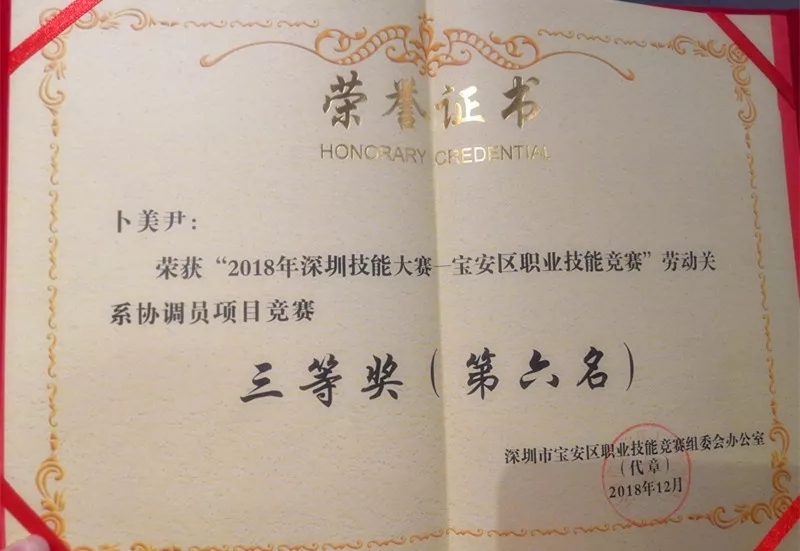 荣誉证书
HONORARY CREDENTIAL
卜美尹：
荣获“2018年深圳技能大赛—宝安区职业技能竞赛”劳动关
系协调员项目竞赛
三等奖（第六名）
深圳市宝安区职业技能竞赛组委会办公室
（代章）
2018年12月